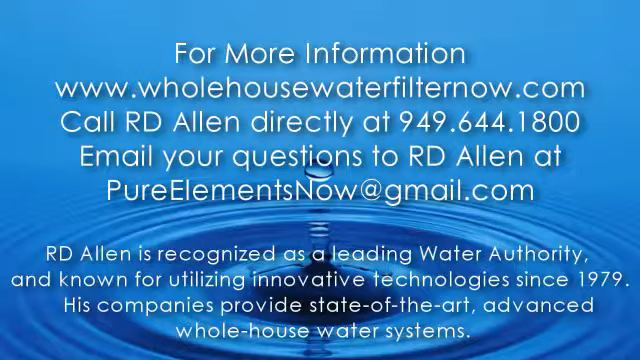 For More Information
www.wholehousewaterfilternow.com
Call RD Allen directly at 949.644.1800
Email your questions to RD Allen at
PureElementsNow@gmail.com
RD Allen is recognized as a leading Water Authority,
and known for utilizing innovative technologies since 1979.
His companies provide state-of-the-art, advanced
whole-house water systems.